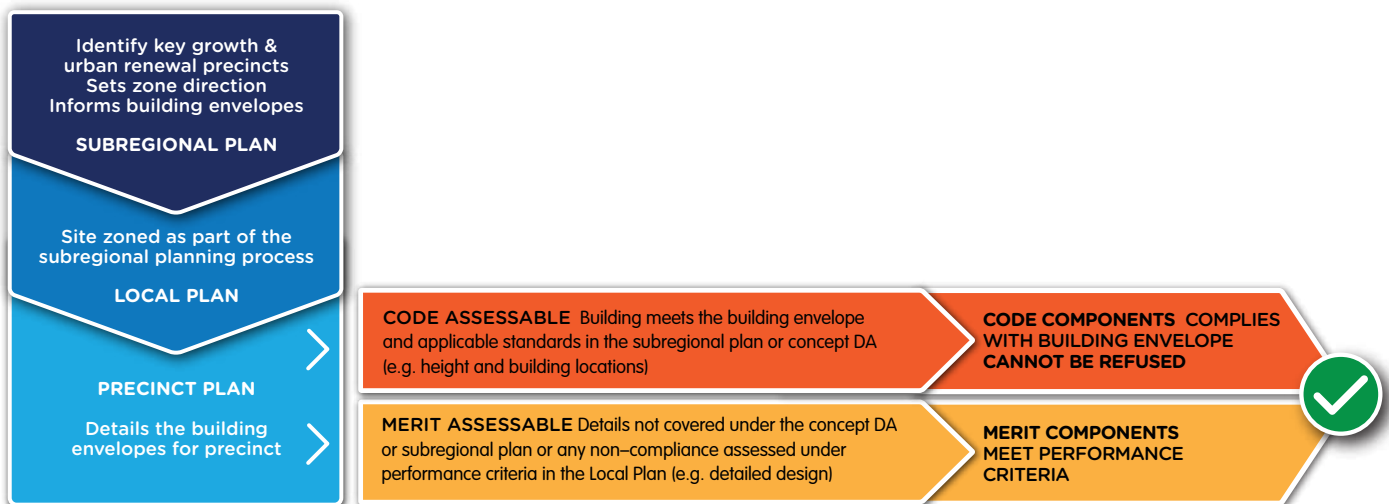 Identify key growth &
urban renewal precincts
Sets zone direction
Informs building envelopes
SUBREGIONAL PLAN
Site zoned as part of the
subregional planning process
LOCAL PLAN
PRECINCT PLAN
Details the building
envelopes for precinct
CODE ASSESSABLE Building meets the building envelope
and applicable standards in the subregional plan or concept DA
(e.g. height and building locations)
CODE COMPONENTS COMPLIES
WITH BUILDING ENVELOPE
CANNOT BE REFUSED
MERIT ASSESSABLE Details not covered under the concept DA
or subregional plan or any non–compliance assessed under
performance criteria in the Local Plan (e.g. detailed design)
MERIT COMPONENTS
MEET PERFORMANCE
CRITERIA